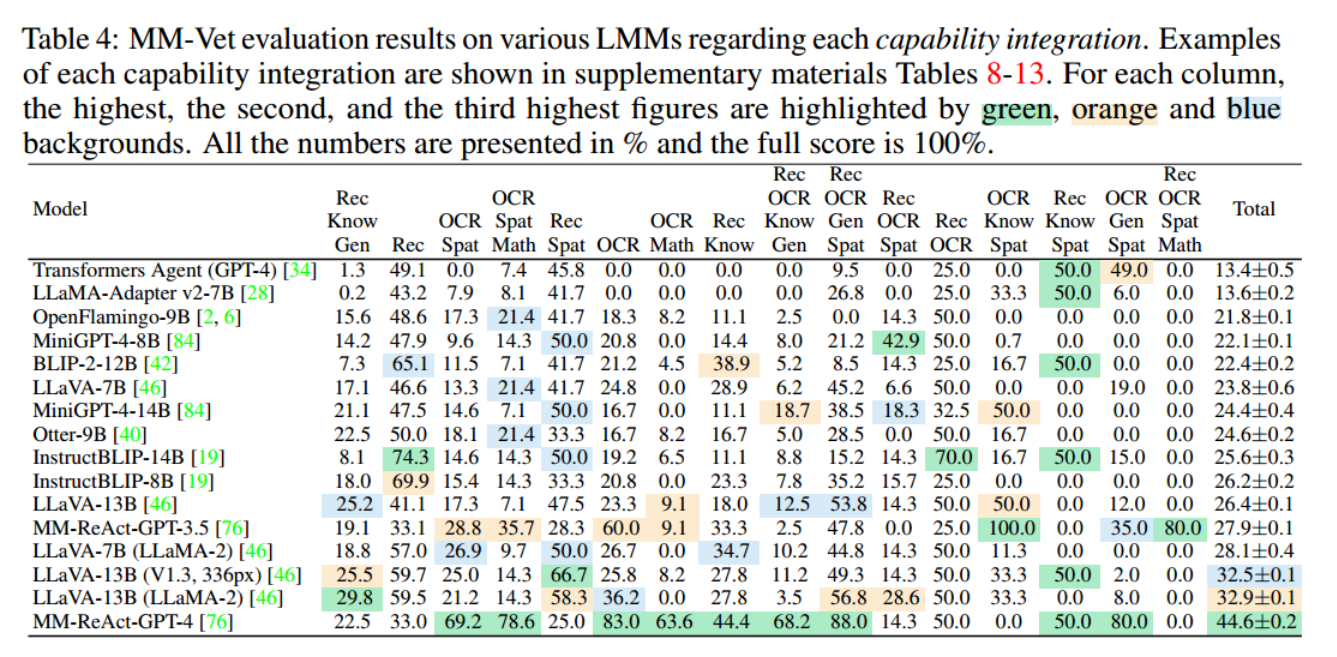 Table 4: MM-Vet evaluation results on various LMMs regarding each capability integration. Examples
of each capability integration are shown in supplementary materials Tables 8-13. For each column,
the highest, the second, and the third highest figures are highlighted by green, orange and blue
backgrounds. All the numbers are presented in % and the full score is 100%.
Rec Rec Rec
Rec OCR OCR OCR Rec OCR Rec OCR OCR
Model Know OCR Spat Rec OCR Rec Know Gen OCR Rec Know Know Gen Spat Total
Gen Rec Spat Math Spat OCR Math Know Gen Spat Spat OCR Spat Spat Spat Math
Transformers Agent (GPT-4) [34] 1.3 49.1 0.0 7.4 45.8 0.0 0.0 0.0 0.0 9.5 0.0 25.0 0.0 50.0 49.0 0.0 13.4±0.5
LLaMA-Adapter v2-7B [28] 0.2 43.2 7.9 8.1 41.7 0.0 0.0 0.0 0.0 26.8 0.0 25.0 33.3 50.0 6.0 0.0 13.6±0.2
OpenFlamingo-9B [2, 6] 15.6 48.6 17.3 21.4 41.7 18.3 8.2 11.1 2.5 0.0 14.3 50.0 0.0 0.0 0.0 0.0 21.8±0.1
MiniGPT-4-8B [84] 14.2 47.9 9.6 14.3 50.0 20.8 0.0 14.4 8.0 21.2 42.9 50.0 0.7 0.0 0.0 0.0 22.1±0.1
BLIP-2-12B [42] 7.3 65.1 11.5 7.1 41.7 21.2 4.5 38.9 5.2 8.5 14.3 25.0 16.7 50.0 0.0 0.0 22.4±0.2
LLaVA-7B [46] 17.1 46.6 13.3 21.4 41.7 24.8 0.0 28.9 6.2 45.2 6.6 50.0 0.0 0.0 19.0 0.0 23.8±0.6
MiniGPT-4-14B [84] 21.1 47.5 14.6 7.1 50.0 16.7 0.0 11.1 18.7 38.5 18.3 32.5 50.0 0.0 0.0 0.0 24.4±0.4
Otter-9B [40] 22.5 50.0 18.1 21.4 33.3 16.7 8.2 16.7 5.0 28.5 0.0 50.0 16.7 0.0 0.0 0.0 24.6±0.2
InstructBLIP-14B [19] 8.1 74.3 14.6 14.3 50.0 19.2 6.5 11.1 8.8 15.2 14.3 70.0 16.7 50.0 15.0 0.0 25.6±0.3
InstructBLIP-8B [19] 18.0 69.9 15.4 14.3 33.3 20.8 0.0 23.3 7.8 35.2 15.7 25.0 0.0 0.0 0.0 0.0 26.2±0.2
LLaVA-13B [46] 25.2 41.1 17.3 7.1 47.5 23.3 9.1 18.0 12.5 53.8 14.3 50.0 50.0 0.0 12.0 0.0 26.4±0.1
MM-ReAct-GPT-3.5 [76] 19.1 33.1 28.8 35.7 28.3 60.0 9.1 33.3 2.5 47.8 0.0 25.0 100.0 0.0 35.0 80.0 27.9±0.1
LLaVA-7B (LLaMA-2) [46] 18.8 57.0 26.9 9.7 50.0 26.7 0.0 34.7 10.2 44.8 14.3 50.0 11.3 0.0 0.0 0.0 28.1±0.4
LLaVA-13B (V1.3, 336px) [46] 25.5 59.7 25.0 14.3 66.7 25.8 8.2 27.8 11.2 49.3 14.3 50.0 33.3 50.0 2.0 0.0 32.5±0.1
LLaVA-13B (LLaMA-2) [46] 29.8 59.5 21.2 14.3 58.3 36.2 0.0 27.8 3.5 56.8 28.6 50.0 33.3 0.0 8.0 0.0 32.9±0.1
MM-ReAct-GPT-4 [76] 22.5 33.0 69.2 78.6 25.0 83.0 63.6 44.4 68.2 88.0 14.3 50.0 0.0 50.0 80.0 0.0 44.6±0.2